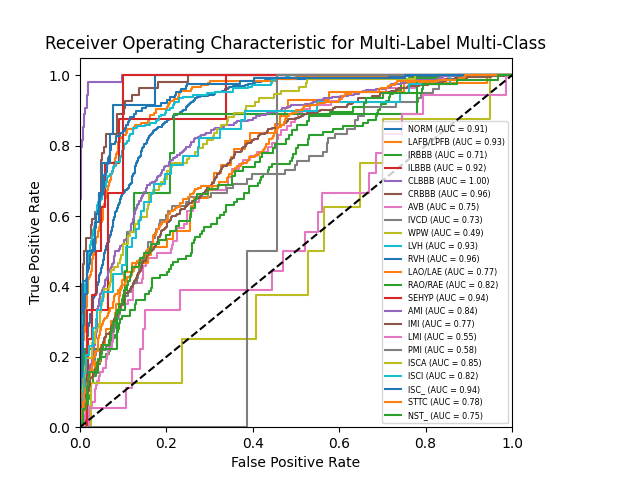 Receiver Operating Characteristic for Multi-Label Multi-Class
True Positive Rate
1.0
0.8
0.6
0.4
0.2
0.0
NORM (AUC = 0.91)
LAFB/LPFB (AUC = 0.93)
IRBBB (AUC = 0.71)
ILBBB (AUC = 0.92)
CLBBB (AUC = 1.00)
CRBBB (AUC = 0.96)
AVB (AUC = 0.75)
IVCD (AUC = 0.73)
WPW (AUC = 0.49)
LVH (AUC = 0.93)
RVH (AUC = 0.96)
LAO/LAE (AUC = 0.77)
RAO/RAE (AUC = 0.82)
SEHYP (AUC = 0.94)
AMI (AUC = 0.84)
IMI (AUC = 0.77)
LMI (AUC = 0.55)
PMI (AUC = 0.58)
ISCA (AUC = 0.85)
ISCI (AUC = 0.82)
ISC_ (AUC = 0.94)
STTC (AUC = 0.78)
NST_ (AUC = 0.75)
0.0 0.2 0.4 0.6 0.8 1.0
False Positive Rate